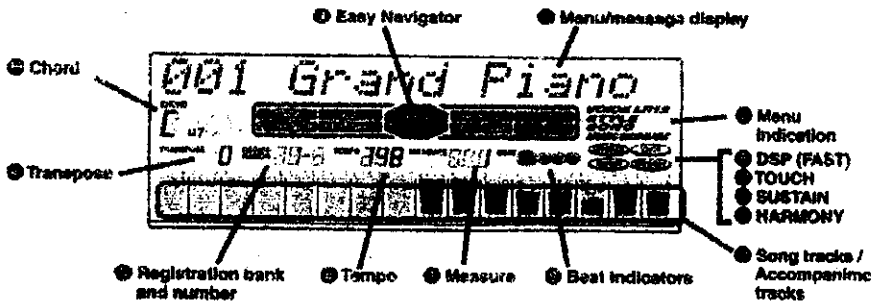 Easy Navigator
Menu/message display
001 Grand Piano
Chord
Menu
indication
Transpose
0
398
DSP (FAST)
TOUCH
SUSTAIN
HARMONY
Registration bank
and number
Tempo
Measure
Beat indicators
Song tracks /
Accompanime
tracks